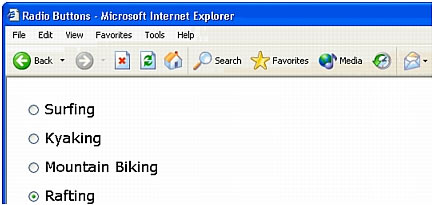 Radio Buttons - Microsoft Internet Explorer
File Edit View Favorites Tools Help
Back Search Favorites Media
Surfing
Kyaking
Mountain Biking
Rafting